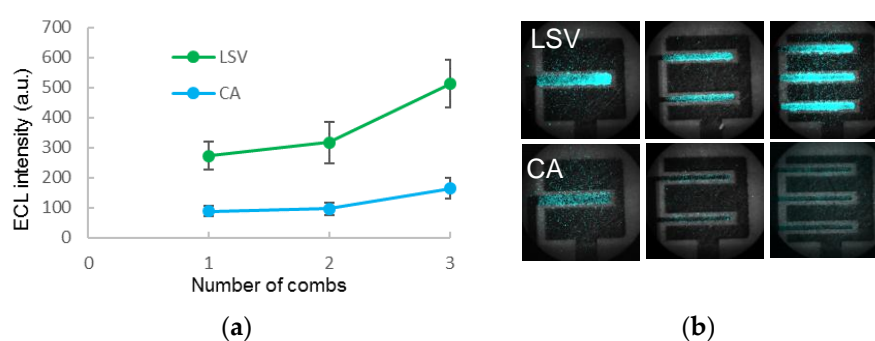 700
600
500
400
300
200
100
0
ECL intensity (a.u.)
LSV
CA
0 1 2 3
Number of combs
(a)
LSV
CA
(b)